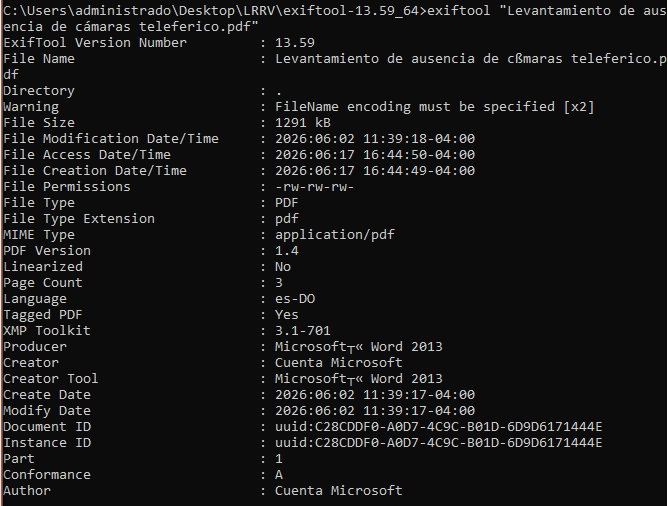 C:\Users\administrado\Desktop\LRRV\exiftool-13.59_64>exiftool "Levantamiento de aus
encia de cámaras teleferico.pdf"
ExifTool Version Number         : 13.59
File Name                       : Levantamiento de ausencia de cßmaras teleferico.p
df
Directory                       : .
Warning                         : FileName encoding must be specified [x2]
File Size                       : 1291 kB
File Modification Date/Time     : 2026:06:02 11:39:18-04:00
File Access Date/Time           : 2026:06:17 16:44:50-04:00
File Creation Date/Time         : 2026:06:17 16:44:49-04:00
File Permissions                : -rw-rw-rw-
File Type                       : PDF
File Type Extension             : pdf
MIME Type                       : application/pdf
PDF Version                     : 1.4
Linearized                      : No
Page Count                      : 3
Language                        : es-DO
Tagged PDF                      : Yes
XMP Toolkit                     : 3.1-701
Producer                        : Microsoft┬« Word 2013
Creator                         : Cuenta Microsoft
Creator Tool                    : Microsoft┬« Word 2013
Create Date                     : 2026:06:02 11:39:17-04:00
Modify Date                     : 2026:06:02 11:39:17-04:00
Document ID                     : uuid:C28CDDF0-A0D7-4C9C-B01D-6D9D6171444E
Instance ID                     : uuid:C28CDDF0-A0D7-4C9C-B01D-6D9D6171444E
Part                            : 1
Conformance                     : A
Author                          : Cuenta Microsoft